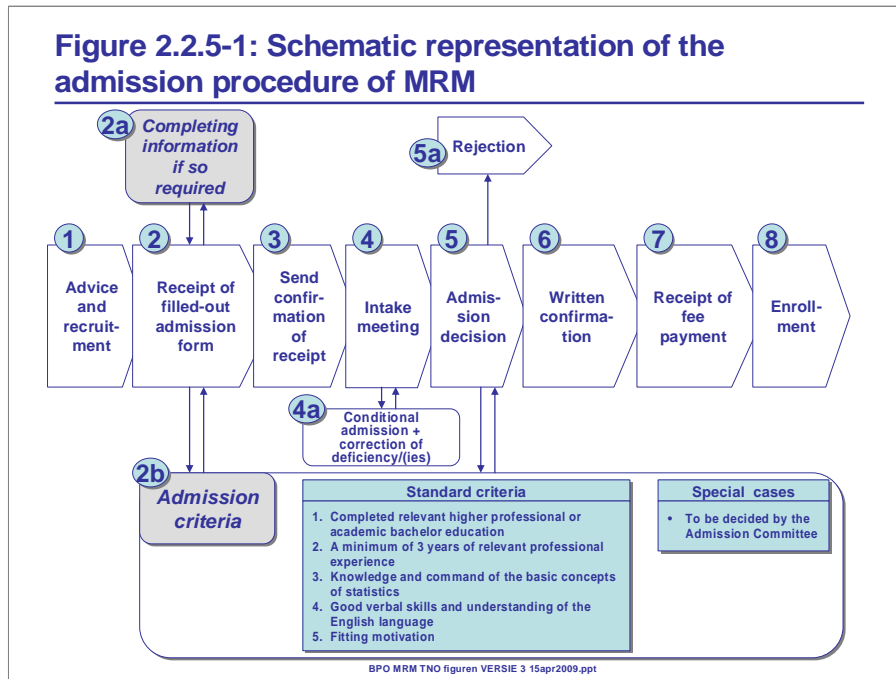 Figure 2.2.5-1: Schematic representation of the
admission procedure of MRM
2a
Completing
information
if so
required
5a
Rejection
1
Advice
and
recruit-
ment
2
Receipt of
filled-out
admission
form
3
Send
confir-
mation
of
receipt
4
Intake
meeting
5
Admis-
sion
decision
6
Written
confirma-
tion
7
Receipt of
fee
payment
8
Enroll-
ment
4a
Conditional
admission +
correction of
deficiency/(ies)
2b
Admission
criteria
Standard criteria
1. Completed relevant higher professional or
academic bachelor education
2. A minimum of 3 years of relevant professional
experience
3. Knowledge and command of the basic concepts
of statistics
4. Good verbal skills and understanding of the
English language
5. Fitting motivation
Special cases
• To be decided by the
Admission Committee
BPO MRM TNO figuren VERSIE 3 15apr2009.ppt